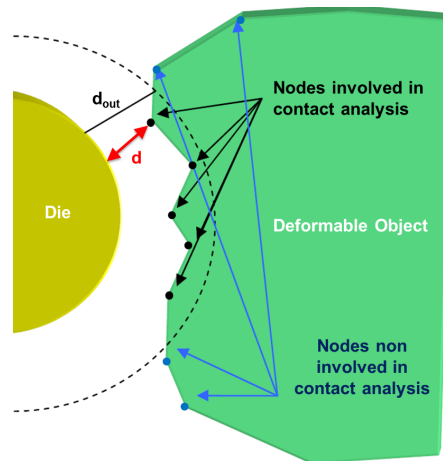 d_out
Nodes involved in
contact analysis
d
Die
Deformable Object
Nodes non
involved in
contact analysis